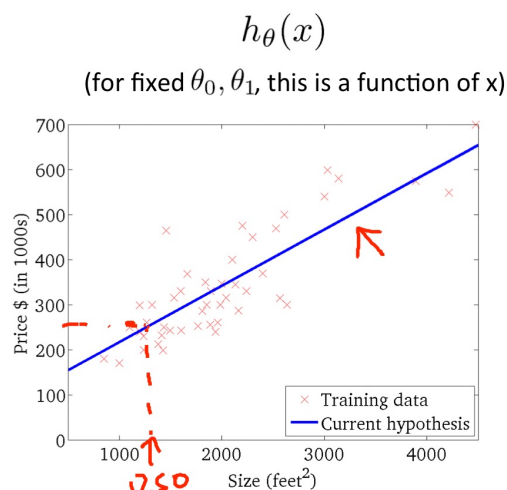 hθ(x)
(for fixed θ0, θ1, this is a function of x)
700
600
500
400
300
200
100
0
Price $ (in 1000s)
Training data
Current hypothesis
1000 2000 3000 4000
Size (feet²)